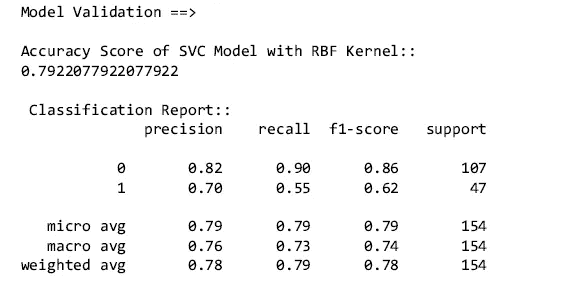 Model Validation ==>
Accuracy Score of SVC Model with RBF Kernel::
0.7922077922077922
Classification Report::
precision recall f1-score support
0 0.82 0.90 0.86 107
1 0.70 0.55 0.62 47
micro avg 0.79 0.79 0.79 154
macro avg 0.76 0.73 0.74 154
weighted avg 0.78 0.79 0.78 154